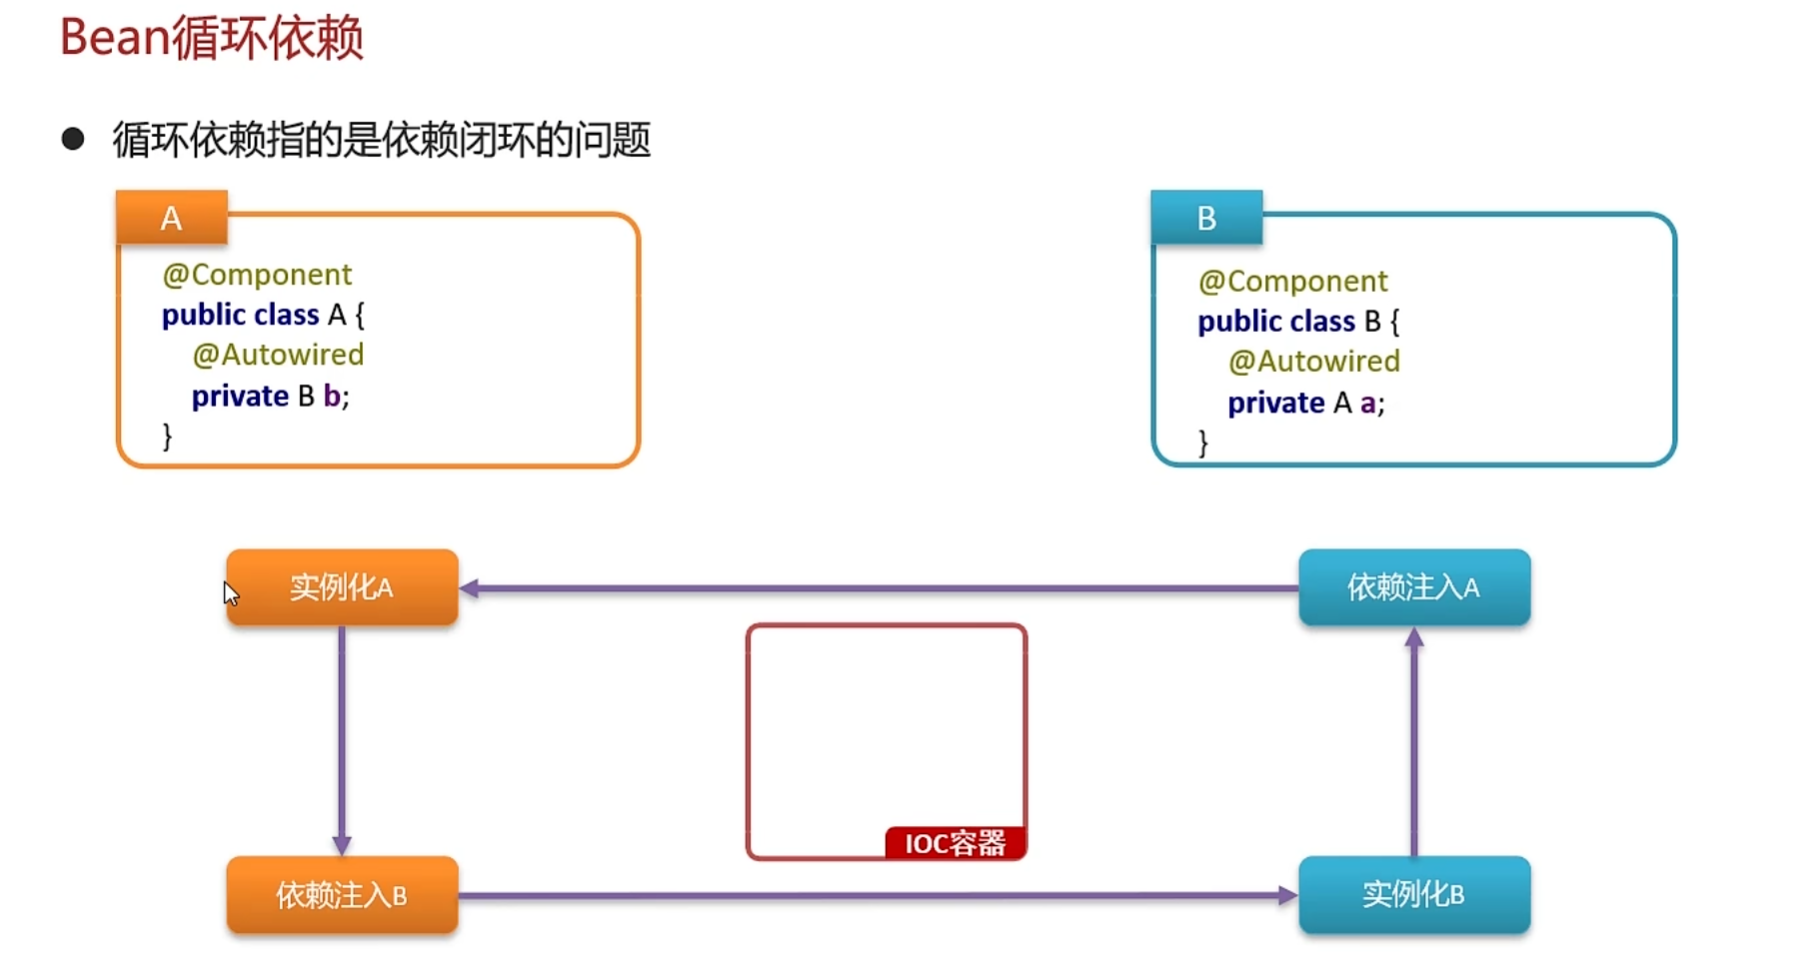 Bean循环依赖
● 循环依赖指的是依赖闭环的问题
A
@Component
public class A {
@Autowired
private B b;
}
B
@Component
public class B {
@Autowired
private A a;
}
实例化A
依赖注入A
IOC容器
依赖注入B
实例化B